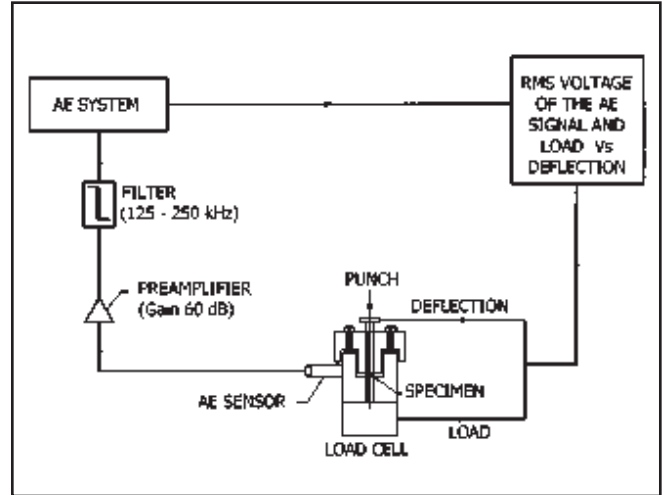 AE SYSTEM
RMS VOLTAGE
OF THE AE
SIGNAL AND
LOAD Vs
DEFLECTION
FILTER
(125 - 250 kHz)
PREAMPLIFIER
(Gain 60 dB)
PUNCH
DEFLECTION
AE SENSOR
SPECIMEN
LOAD
LOAD CELL